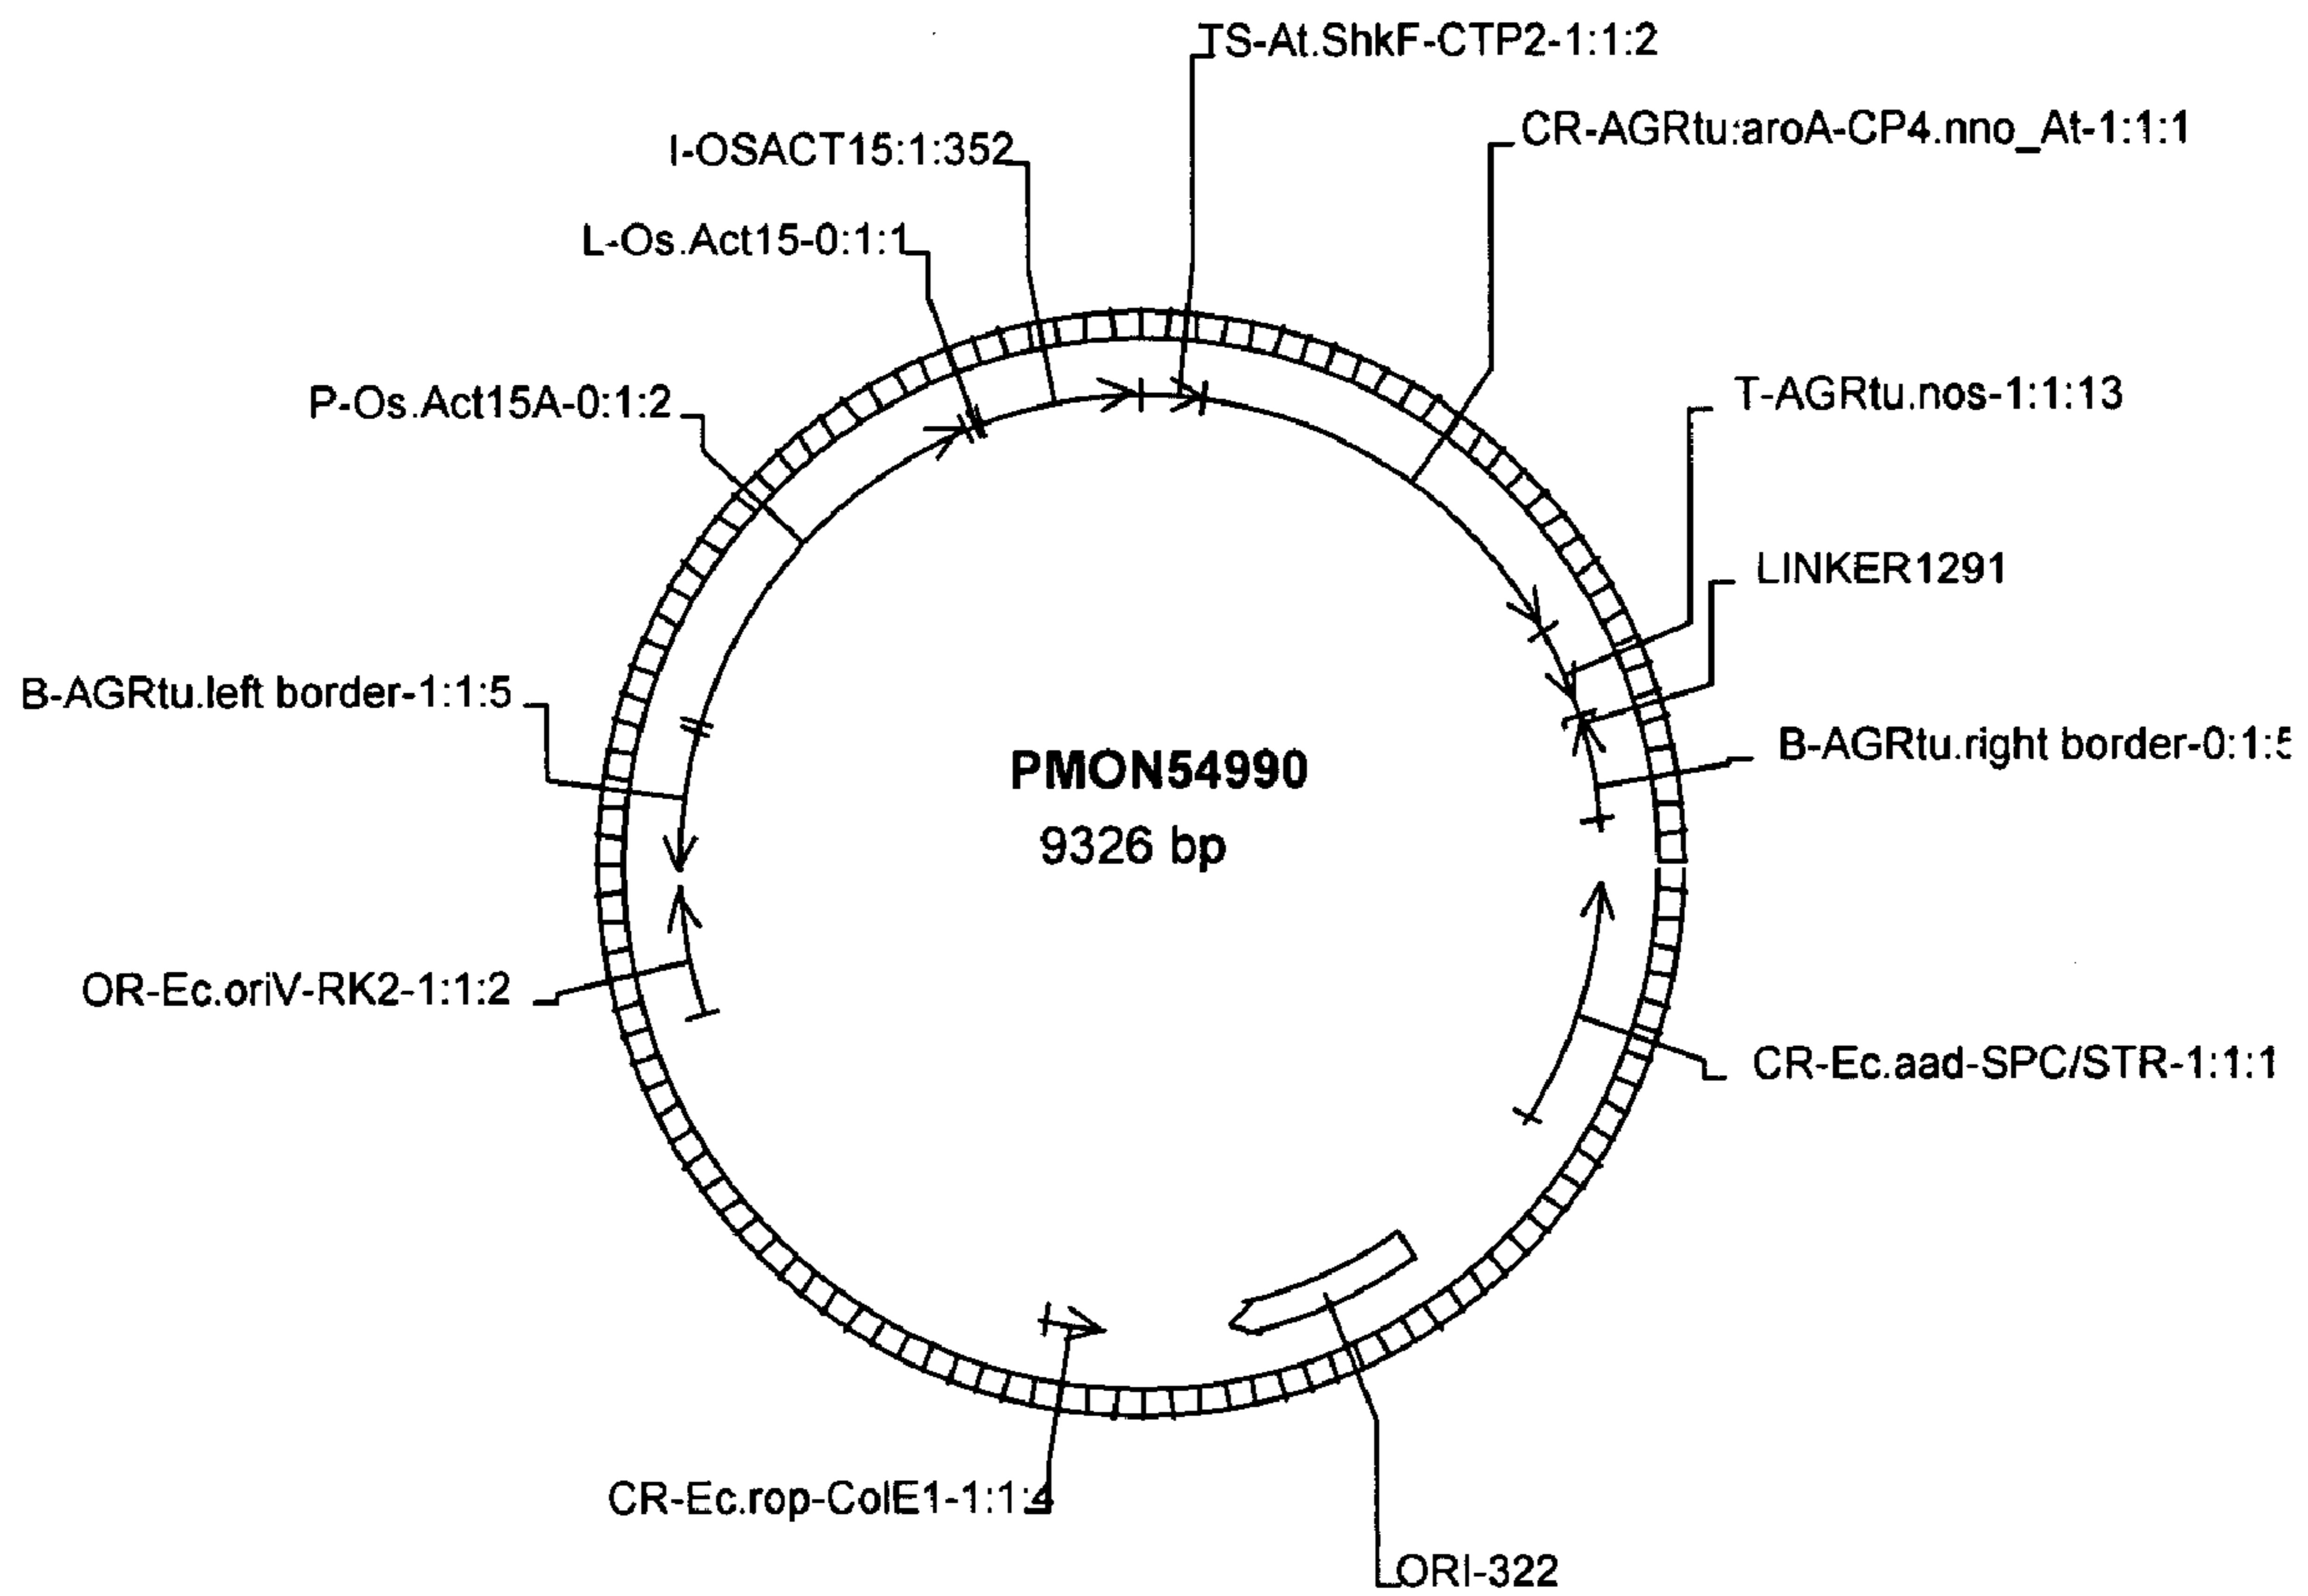 TS-At.ShkF-CTP2-1:1:2
CR-AGRtu:aroA-CP4.nno_At-1:1:1
I-OSACT15:1:352
L-Os.Act15-0:1:1
P-Os.Act15A-0:1:2
T-AGRtu.nos-1:1:13
LINKER1291
B-AGRtu.left border-1:1:5
B-AGRtu.right border-0:1:5
PMON54990
9326 bp
OR-Ec.oriV-RK2-1:1:2
CR-Ec.aad-SPC/STR-1:1:1
CR-Ec.rop-ColE1-1:1:4
ORI-322